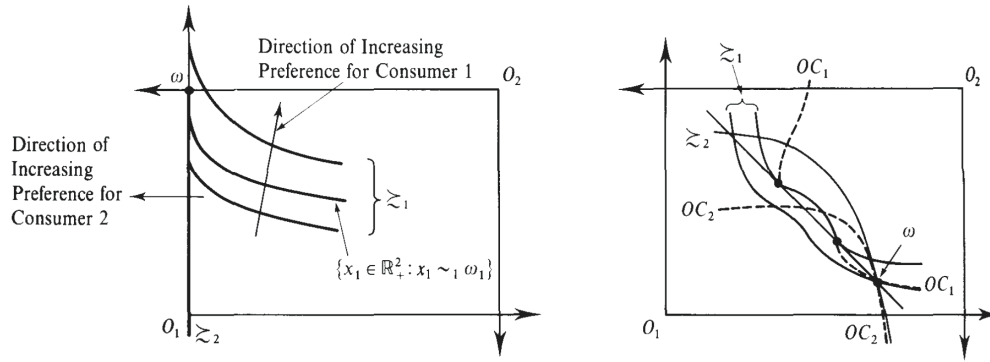 Direction of Increasing
Preference for Consumer 1
ω
O₂
Direction of
Increasing
Preference for
Consumer 2
≿₁
{x₁ ∈ ℝ²₊ : x₁ ∼₁ ω₁}
O₁
≿₂
≿₁
OC₁
O₂
≿₂
OC₂
ω
OC₁
O₁
OC₂